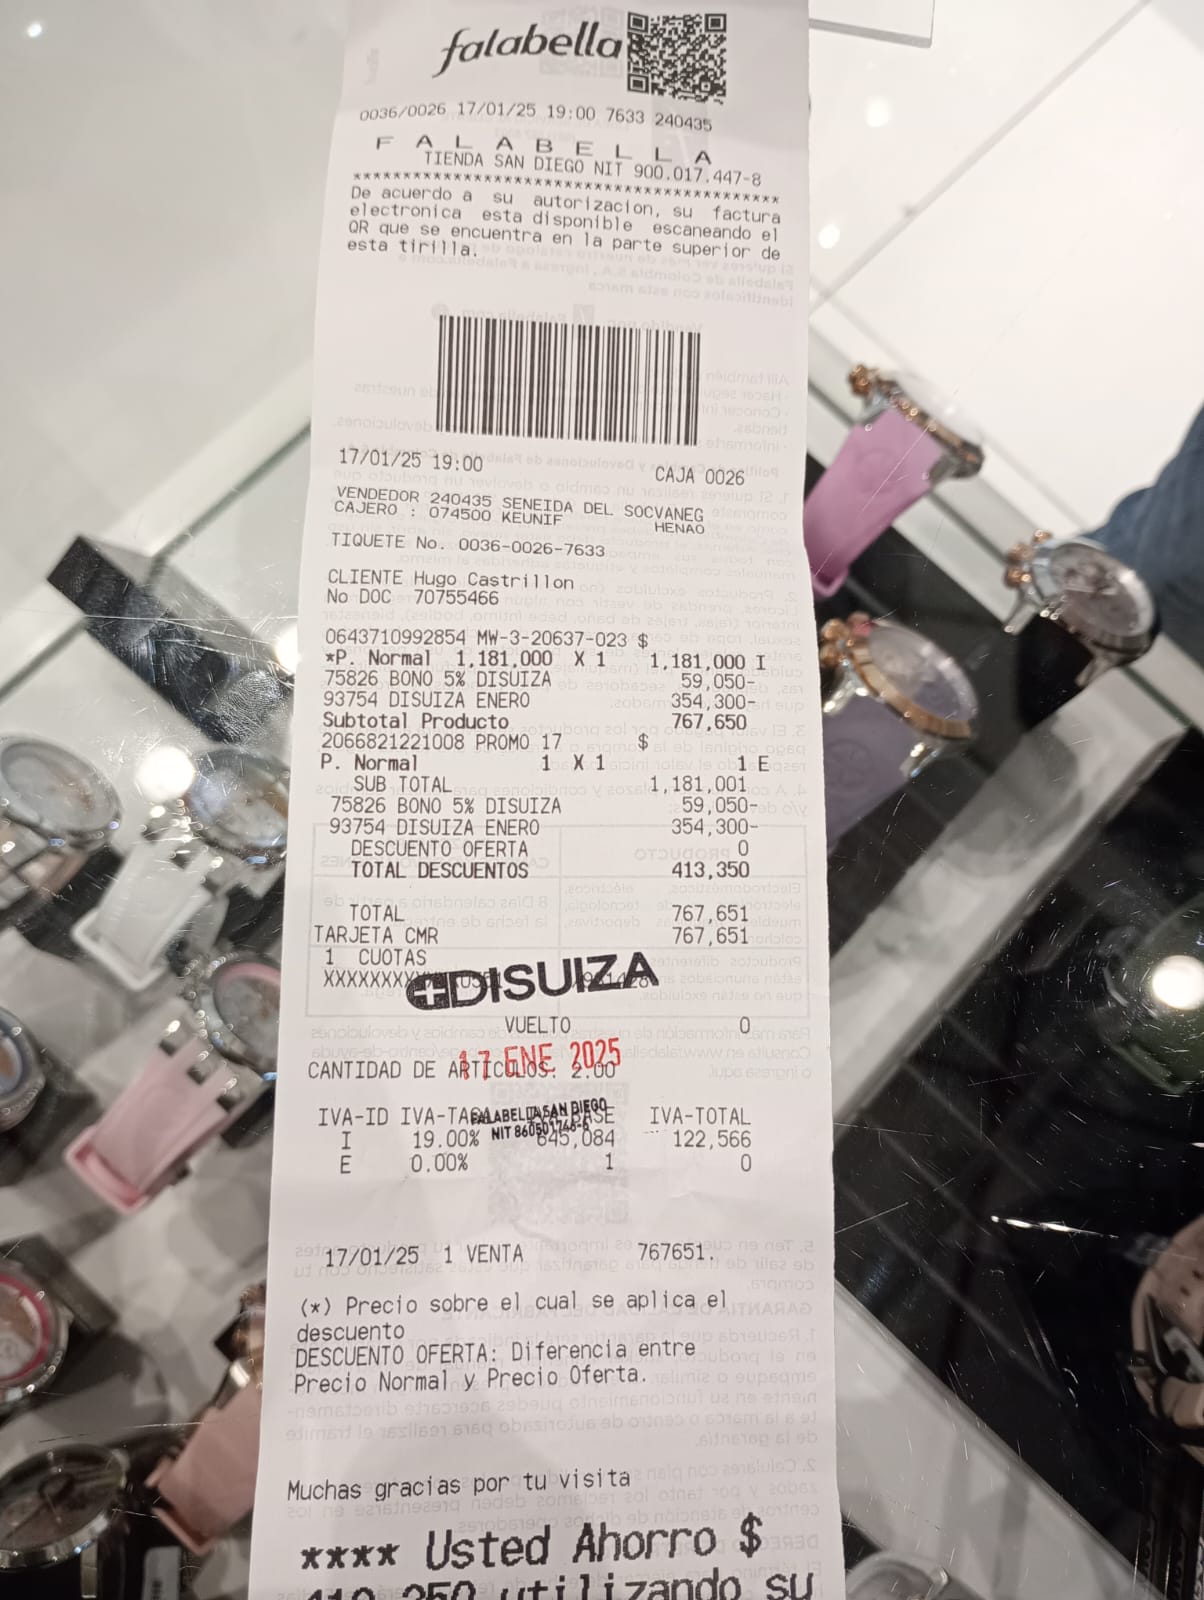 falabella
0036/0026 17/01/25 19:00 7633 240435
F A L A B E L L A
TIENDA SAN DIEGO NIT 900.017.447-8
******************************************
De acuerdo a su autorizacion, su factura
electronica esta disponible escaneando el
QR que se encuentra en la parte superior de
esta tirilla.
17/01/25 19:00 CAJA 0026
VENDEDOR 240435 SENEIDA DEL SOCVANEG
CAJERO : 074500 KEUNIF HENAO
TIQUETE No. 0036-0026-7633
CLIENTE Hugo Castrillon
No DOC 70755466
0643710992854 MW-3-20637-023 $
*P. Normal 1,181,000 X 1 1,181,000 I
75826 BONO 5% DISUIZA 59,050-
93754 DISUIZA ENERO 354,300-
Subtotal Producto 767,650
2066821221008 PROMO 17 $
P. Normal 1 X 1 1 E
SUB TOTAL 1,181,001
75826 BONO 5% DISUIZA 59,050-
93754 DISUIZA ENERO 354,300-
DESCUENTO OFERTA 0
TOTAL DESCUENTOS 413,350
TOTAL 767,651
TARJETA CMR 767,651
1 CUOTAS
DISUIZA
VUELTO 0
17 ENE 2025
CANTIDAD DE ARTICULOS: 2.00
FALABELLA SAN DIEGO
NIT 860501746-6
IVA-ID IVA-TASA BASE IVA-TOTAL
I 19.00% 645,084 122,566
E 0.00% 1 0
17/01/25 1 VENTA 767651.
(*) Precio sobre el cual se aplica el
descuento
DESCUENTO OFERTA: Diferencia entre
Precio Normal y Precio Oferta.
Muchas gracias por tu visita
**** Usted Ahorro $
utilizando su